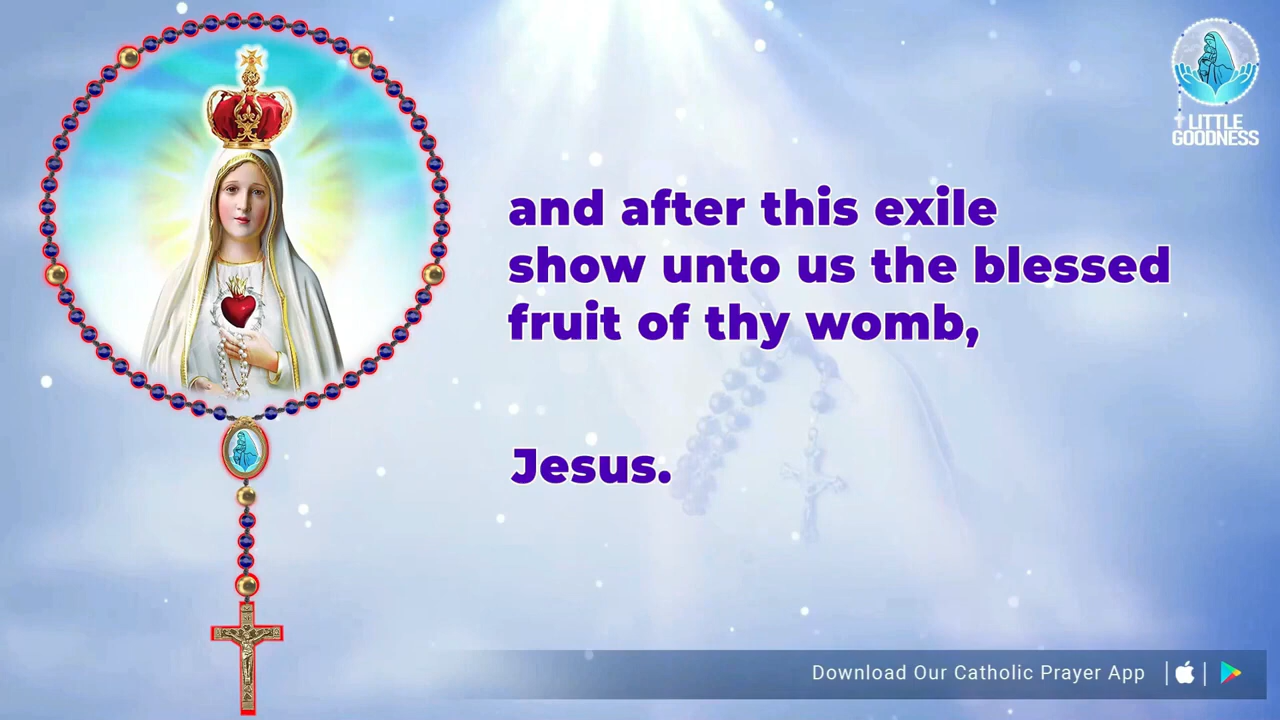 LITTLE
GOODNESS
and after this exile
show unto us the blessed
fruit of thy womb,
Jesus.
Download Our Catholic Prayer App